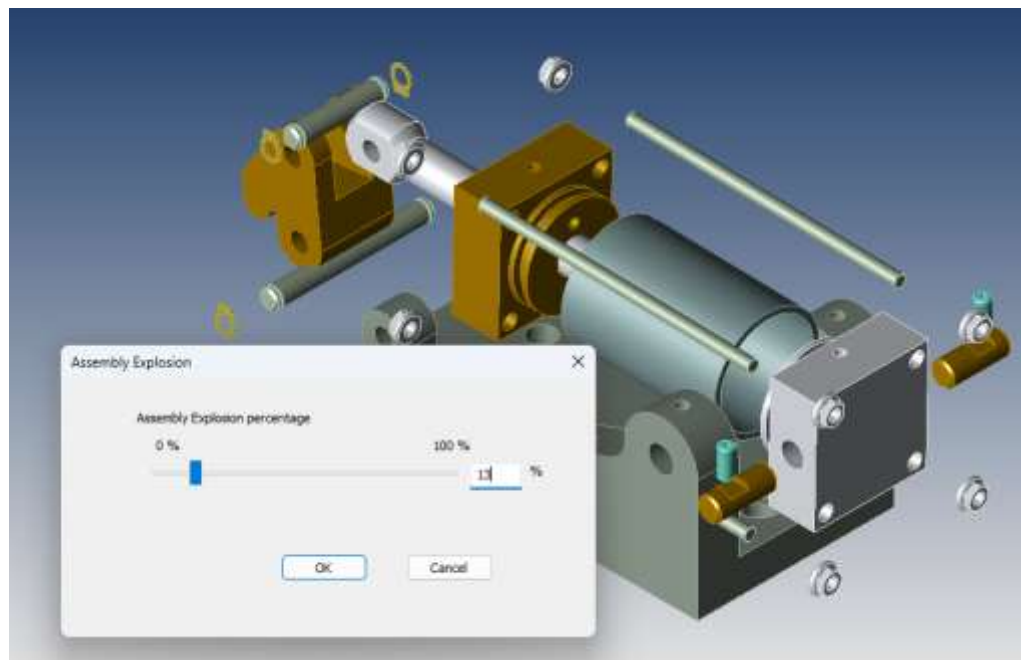 Assembly Explosion
Assembly Explosion percentage
0 % 100 %
13 %
OK Cancel